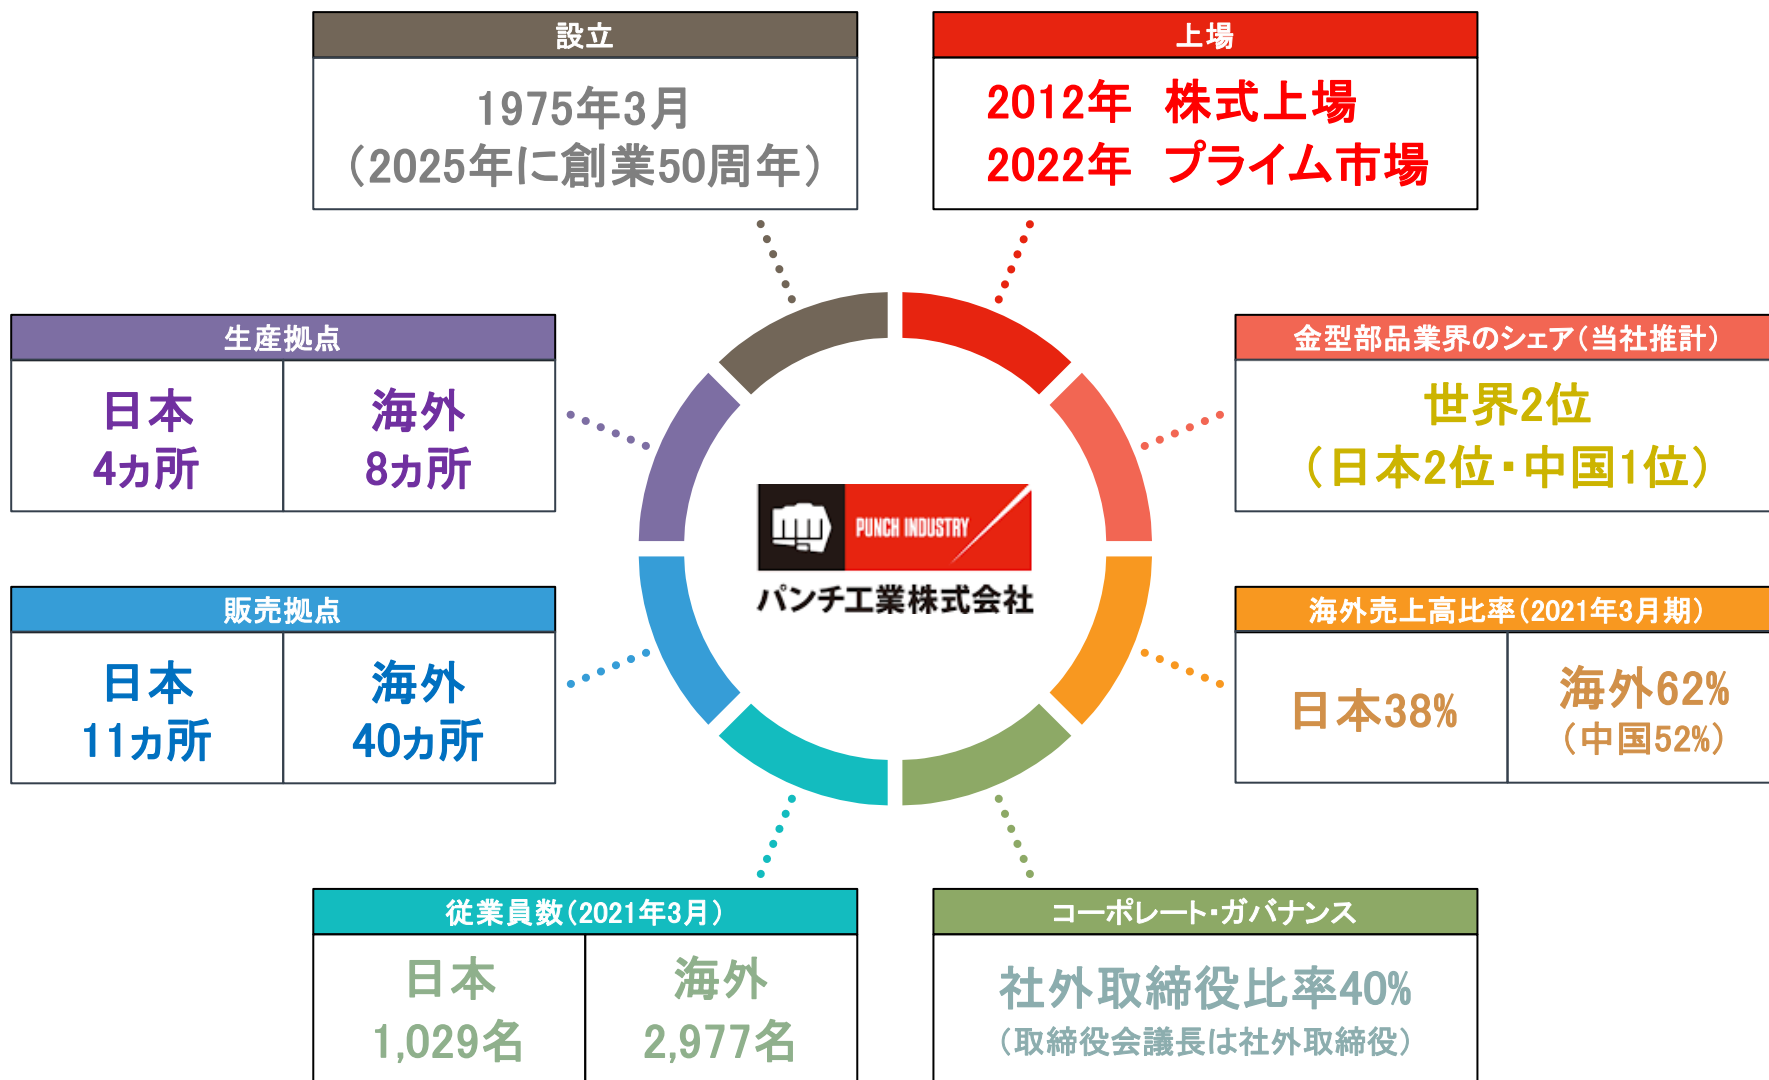 設立
1975年3月
（2025年に創業50周年）
上場
2012年　株式上場
2022年　プライム市場
生産拠点
日本
4ヵ所
海外
8ヵ所
金型部品業界のシェア（当社推計）
世界2位
（日本2位・中国1位）
PUNCH INDUSTRY
パンチ工業株式会社
販売拠点
日本
11ヵ所
海外
40ヵ所
海外売上高比率（2021年3月期）
日本38%
海外62%
（中国52%）
従業員数（2021年3月）
日本
1,029名
海外
2,977名
コーポレート・ガバナンス
社外取締役比率40%
（取締役会議長は社外取締役）